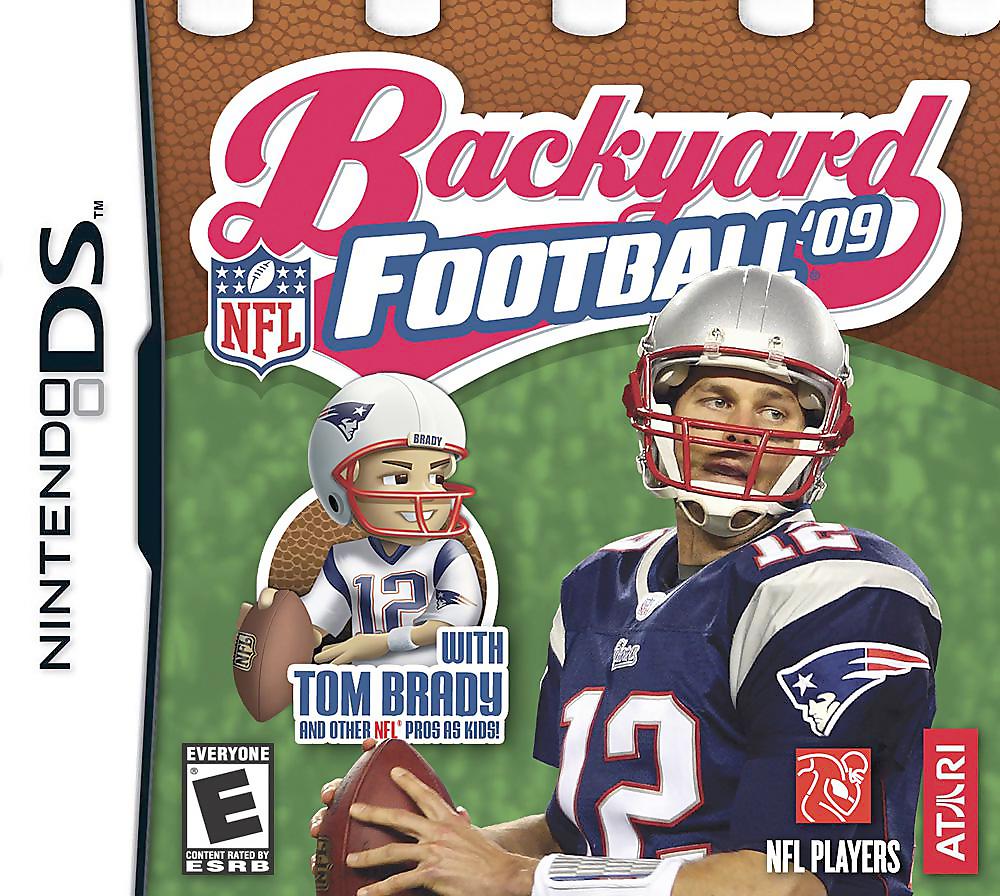 NINTENDO DS™
Backyard
FOOTBALL '09
NFL
BRADY
12
NFL
WITH
TOM BRADY
AND OTHER NFL® PROS AS KIDS!
12
12
EVERYONE
E
®
CONTENT RATED BY
ESRB
NFL PLAYERS
ATARI